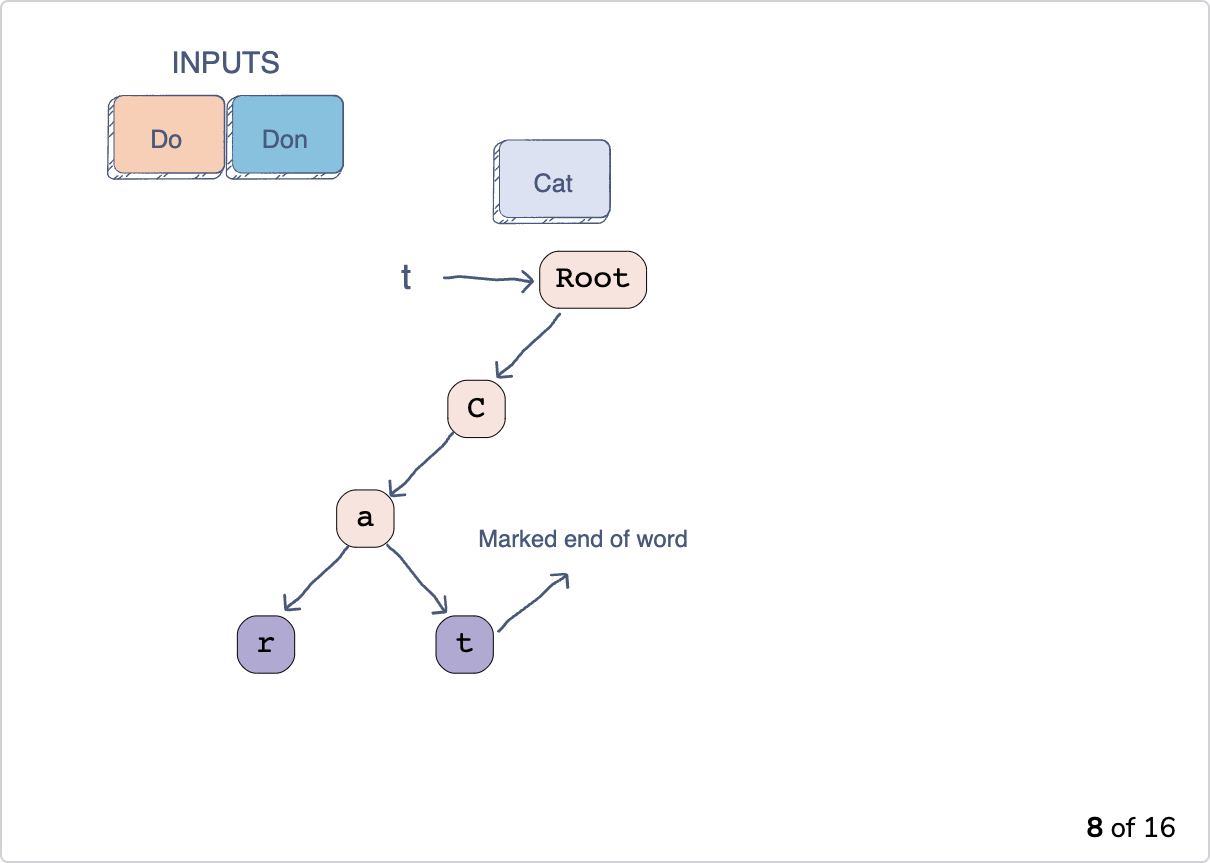 INPUTS
Do Don
Cat
t Root
C
a
Marked end of word
r t
8 of 16